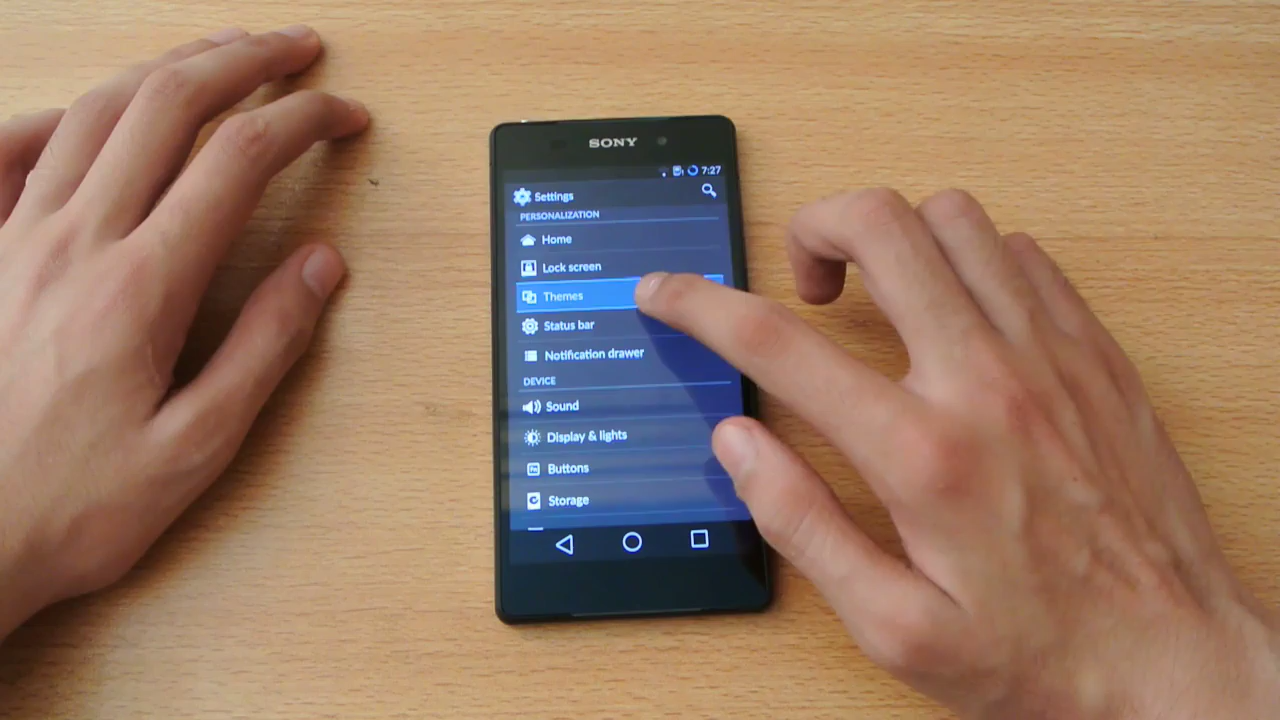 SONY
7:27
Settings
PERSONALIZATION
Home
Lock screen
Themes
Status bar
Notification drawer
DEVICE
Sound
Display & lights
Buttons
Storage